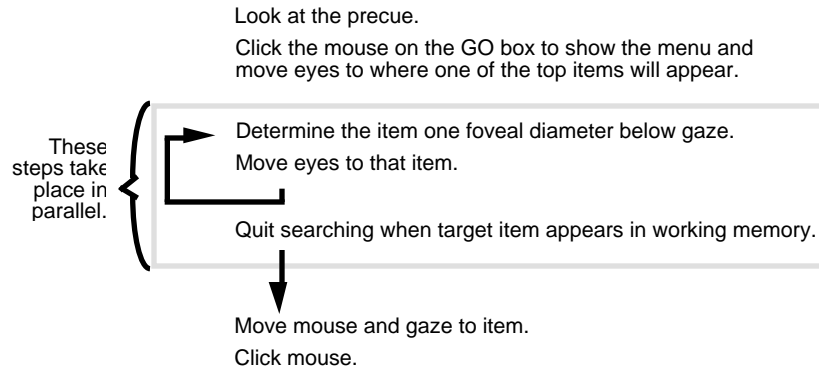 Look at the precue.
Click the mouse on the GO box to show the menu and
move eyes to where one of the top items will appear.
These
steps take
place in
parallel.
Determine the item one foveal diameter below gaze.
Move eyes to that item.
Quit searching when target item appears in working memory.
Move mouse and gaze to item.
Click mouse.